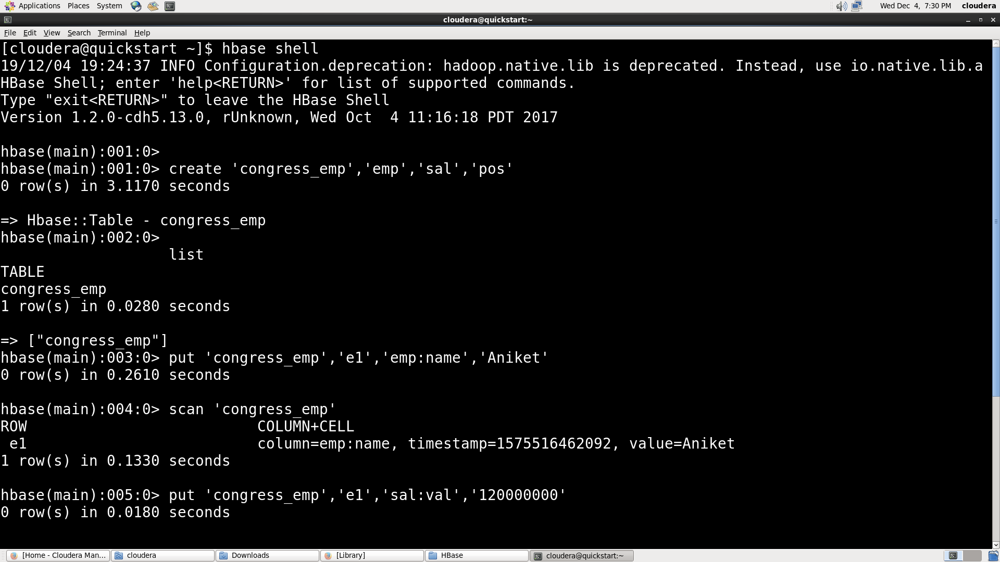 Applications Places System Wed Dec 4, 7:30 PM cloudera
cloudera@quickstart:~
File Edit View Search Terminal Help
[cloudera@quickstart ~]$ hbase shell
19/12/04 19:24:37 INFO Configuration.deprecation: hadoop.native.lib is deprecated. Instead, use io.native.lib.a
HBase Shell; enter 'help<RETURN>' for list of supported commands.
Type "exit<RETURN>" to leave the HBase Shell
Version 1.2.0-cdh5.13.0, rUnknown, Wed Oct  4 11:16:18 PDT 2017
hbase(main):001:0>
hbase(main):001:0> create 'congress_emp','emp','sal','pos'
0 row(s) in 3.1170 seconds
=> Hbase::Table - congress_emp
hbase(main):002:0>
list
TABLE
congress_emp
1 row(s) in 0.0280 seconds
=> ["congress_emp"]
hbase(main):003:0> put 'congress_emp','e1','emp:name','Aniket'
0 row(s) in 0.2610 seconds
hbase(main):004:0> scan 'congress_emp'
ROW COLUMN+CELL
e1 column=emp:name, timestamp=1575516462092, value=Aniket
1 row(s) in 0.1330 seconds
hbase(main):005:0> put 'congress_emp','e1','sal:val','120000000'
0 row(s) in 0.0180 seconds
[Home - Cloudera Man... cloudera Downloads [Library] HBase cloudera@quickstart:~